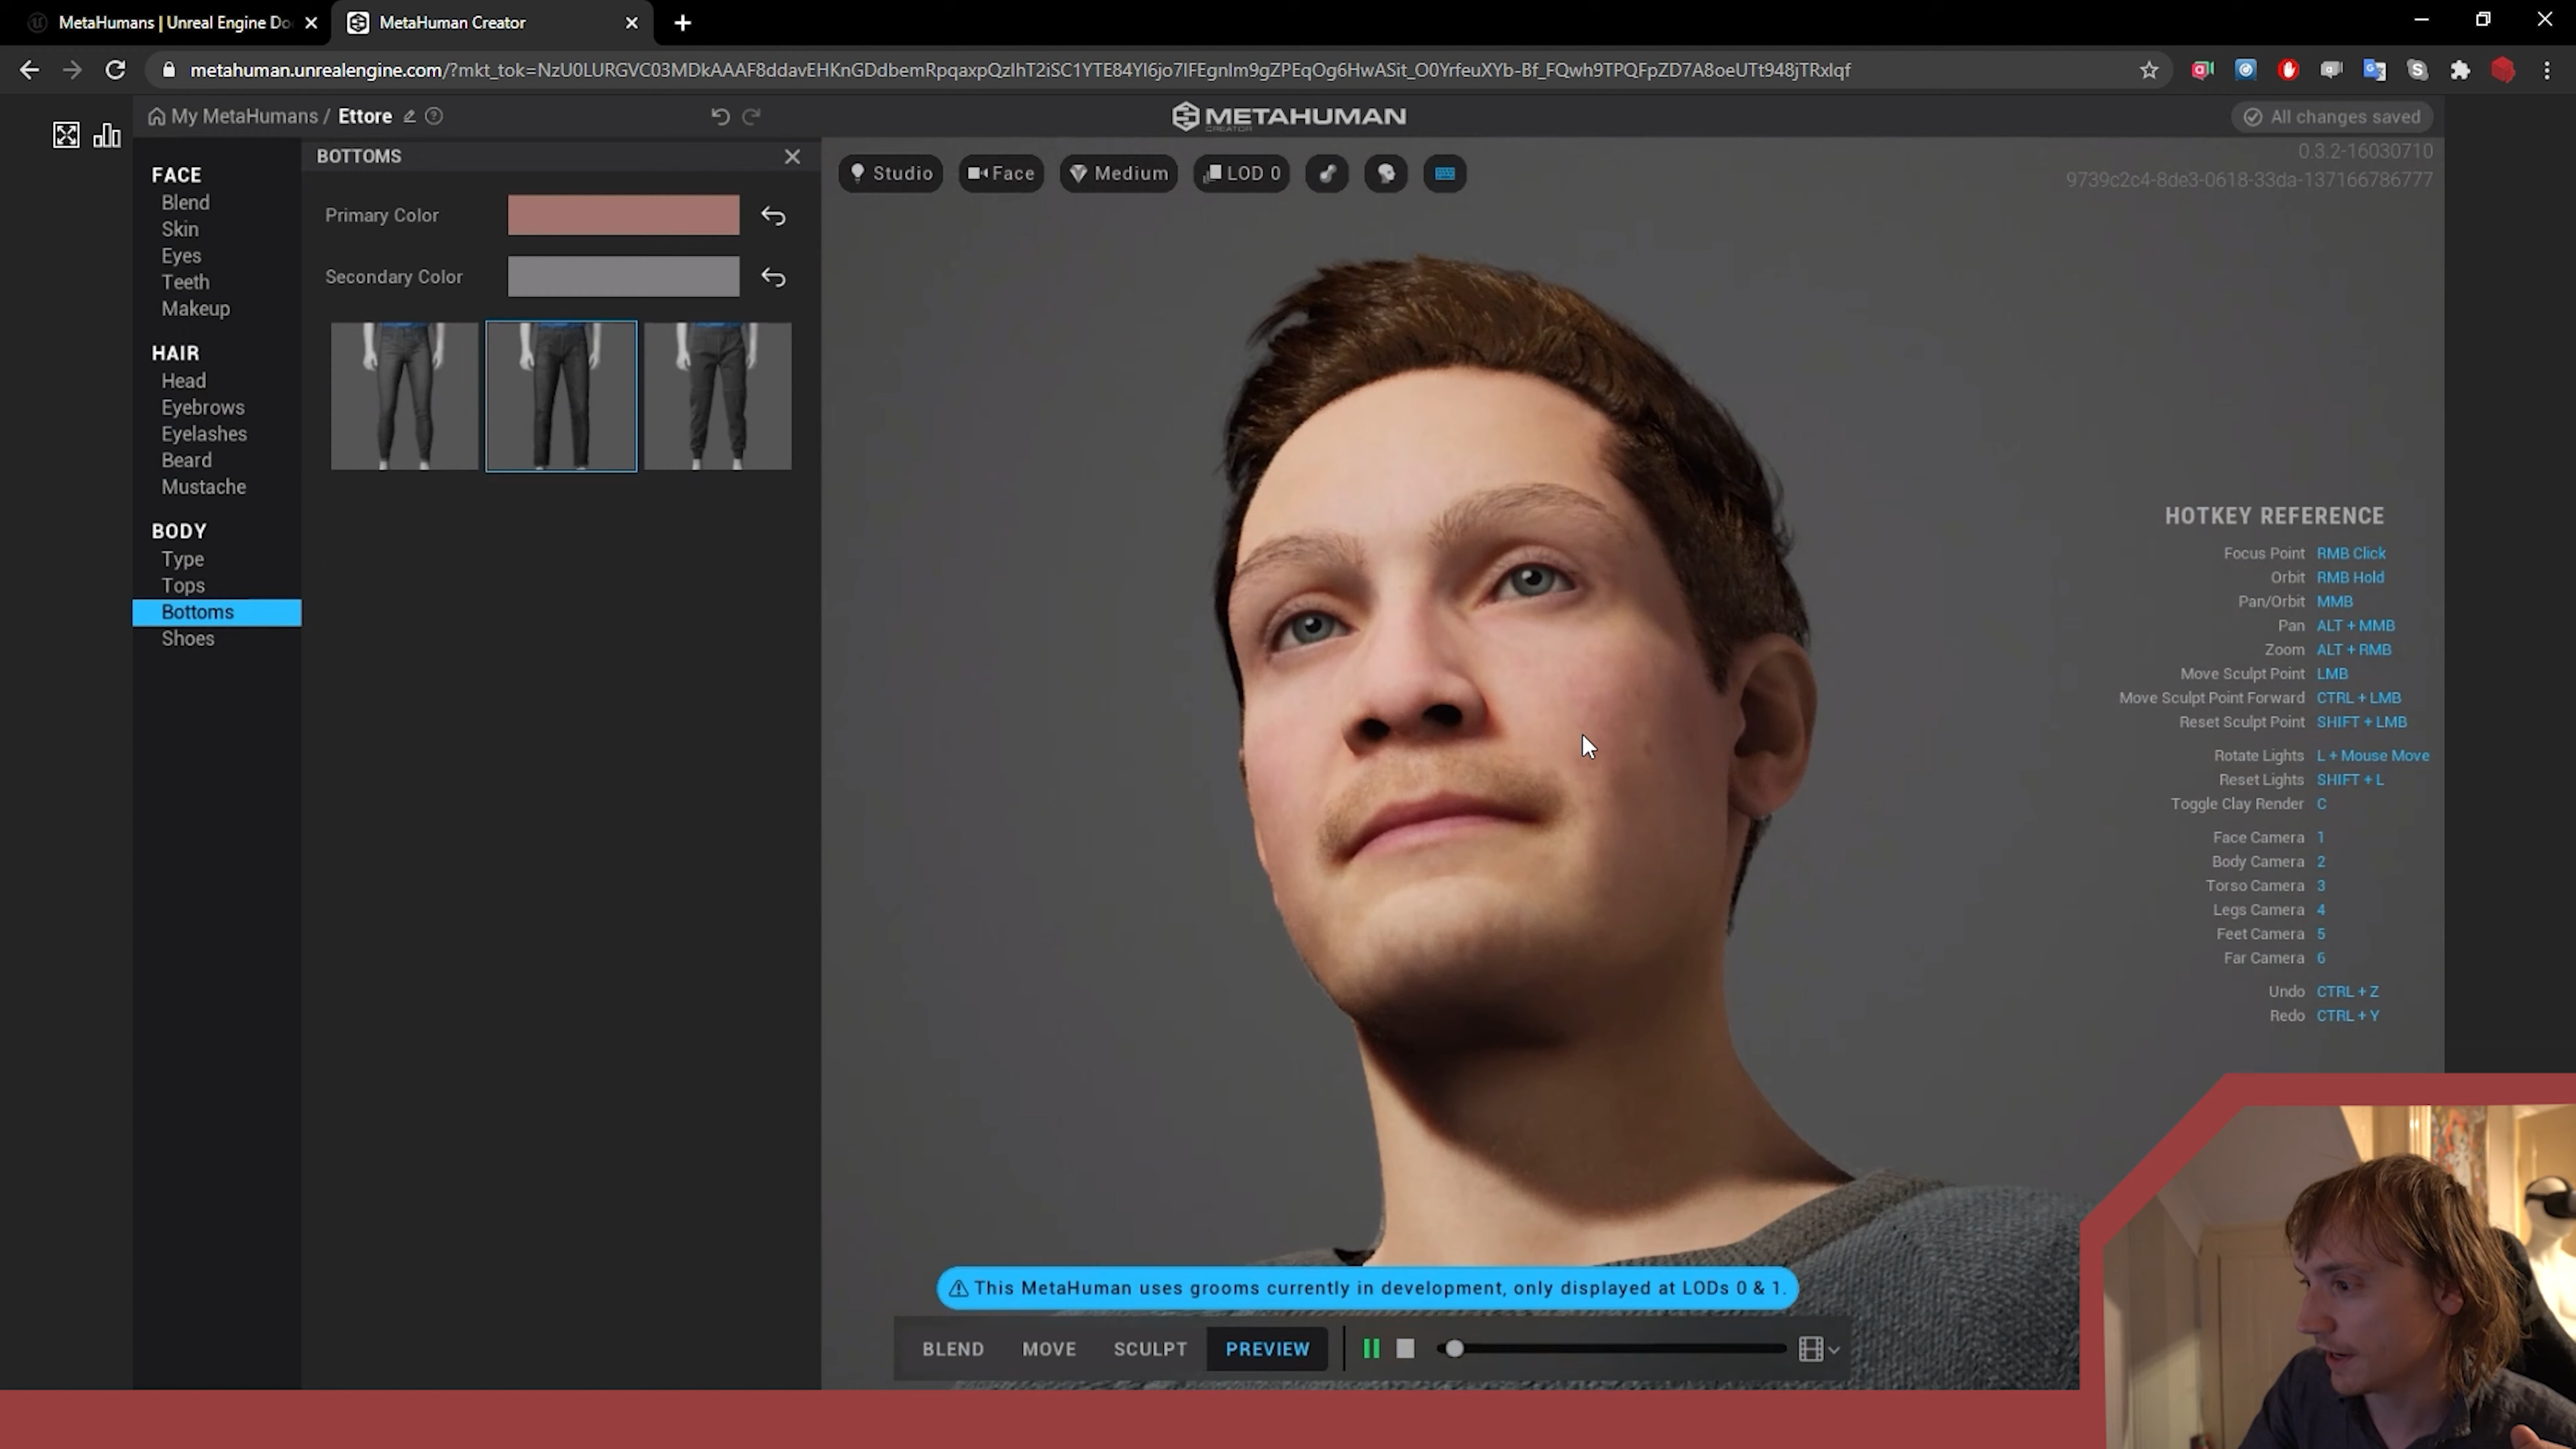 MetaHumans | Unreal Engine Do
MetaHuman Creator
metahuman.unrealengine.com/?mkt_tok=NzU0LURGVC03MDkAAAF8ddavEHKnGDdbemRpqaxpQzIhT2iSC1YTE84YI6jo7IFEgnIm9gZPEqOg6HwASit_O0YrfeuXYb-Bf_FQwh9TPQFpZD7A8oeUTt948jTRxIqf
My MetaHumans / Ettore
METAHUMAN
CREATOR
All changes saved
0.3.2-16030710
9739c2c4-8de3-0618-33da-137166786777
FACE
Blend
Skin
Eyes
Teeth
Makeup
HAIR
Head
Eyebrows
Eyelashes
Beard
Mustache
BODY
Type
Tops
Bottoms
Shoes
BOTTOMS
Primary Color
Secondary Color
Studio
Face
Medium
LOD 0
HOTKEY REFERENCE
Focus Point RMB Click
Orbit RMB Hold
Pan/Orbit MMB
Pan ALT + MMB
Zoom ALT + RMB
Move Sculpt Point LMB
Move Sculpt Point Forward CTRL + LMB
Reset Sculpt Point SHIFT + LMB
Rotate Lights L + Mouse Move
Reset Lights SHIFT + L
Toggle Clay Render C
Face Camera 1
Body Camera 2
Torso Camera 3
Legs Camera 4
Feet Camera 5
Far Camera 6
Undo CTRL + Z
Redo CTRL + Y
This MetaHuman uses grooms currently in development, only displayed at LODs 0 & 1.
BLEND
MOVE
SCULPT
PREVIEW